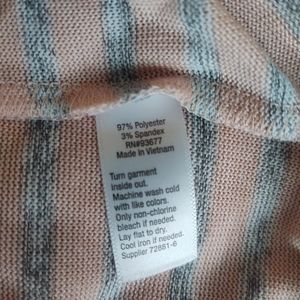 97% Polyester
3% Spandex
RN#93677
Made in Vietnam
Turn garment
inside out.
Machine wash cold
with like colors.
Only non-chlorine
bleach if needed.
Lay flat to dry.
Cool iron if needed.
Supplier 72881-6